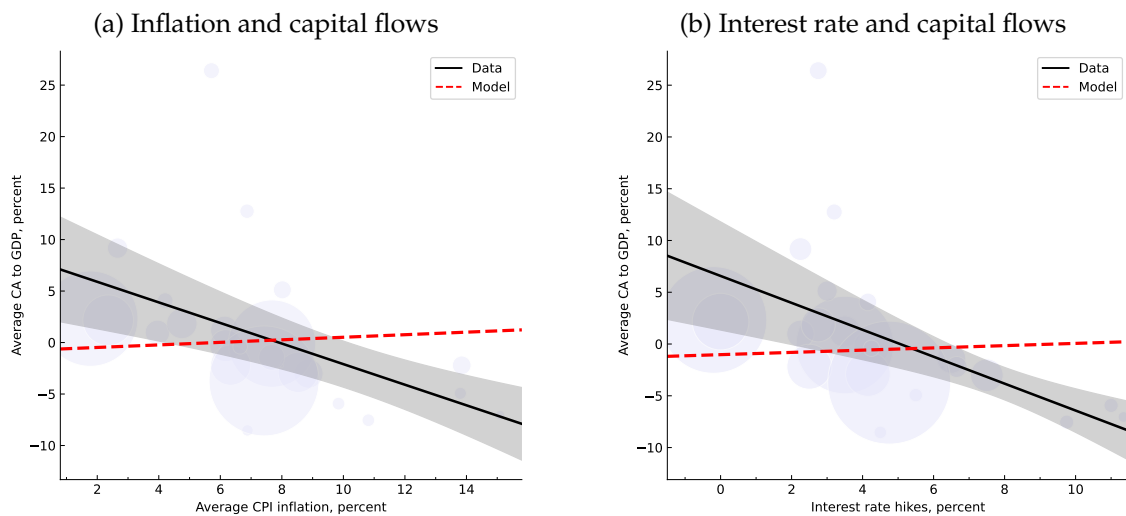 (a) Inflation and capital flows
25
20
15
10
5
0
−5
−10
Average CA to GDP, percent
Data
Model
2 4 6 8 10 12 14
Average CPI inflation, percent
(b) Interest rate and capital flows
25
20
15
10
5
0
−5
−10
Average CA to GDP, percent
Data
Model
0 2 4 6 8 10
Interest rate hikes, percent